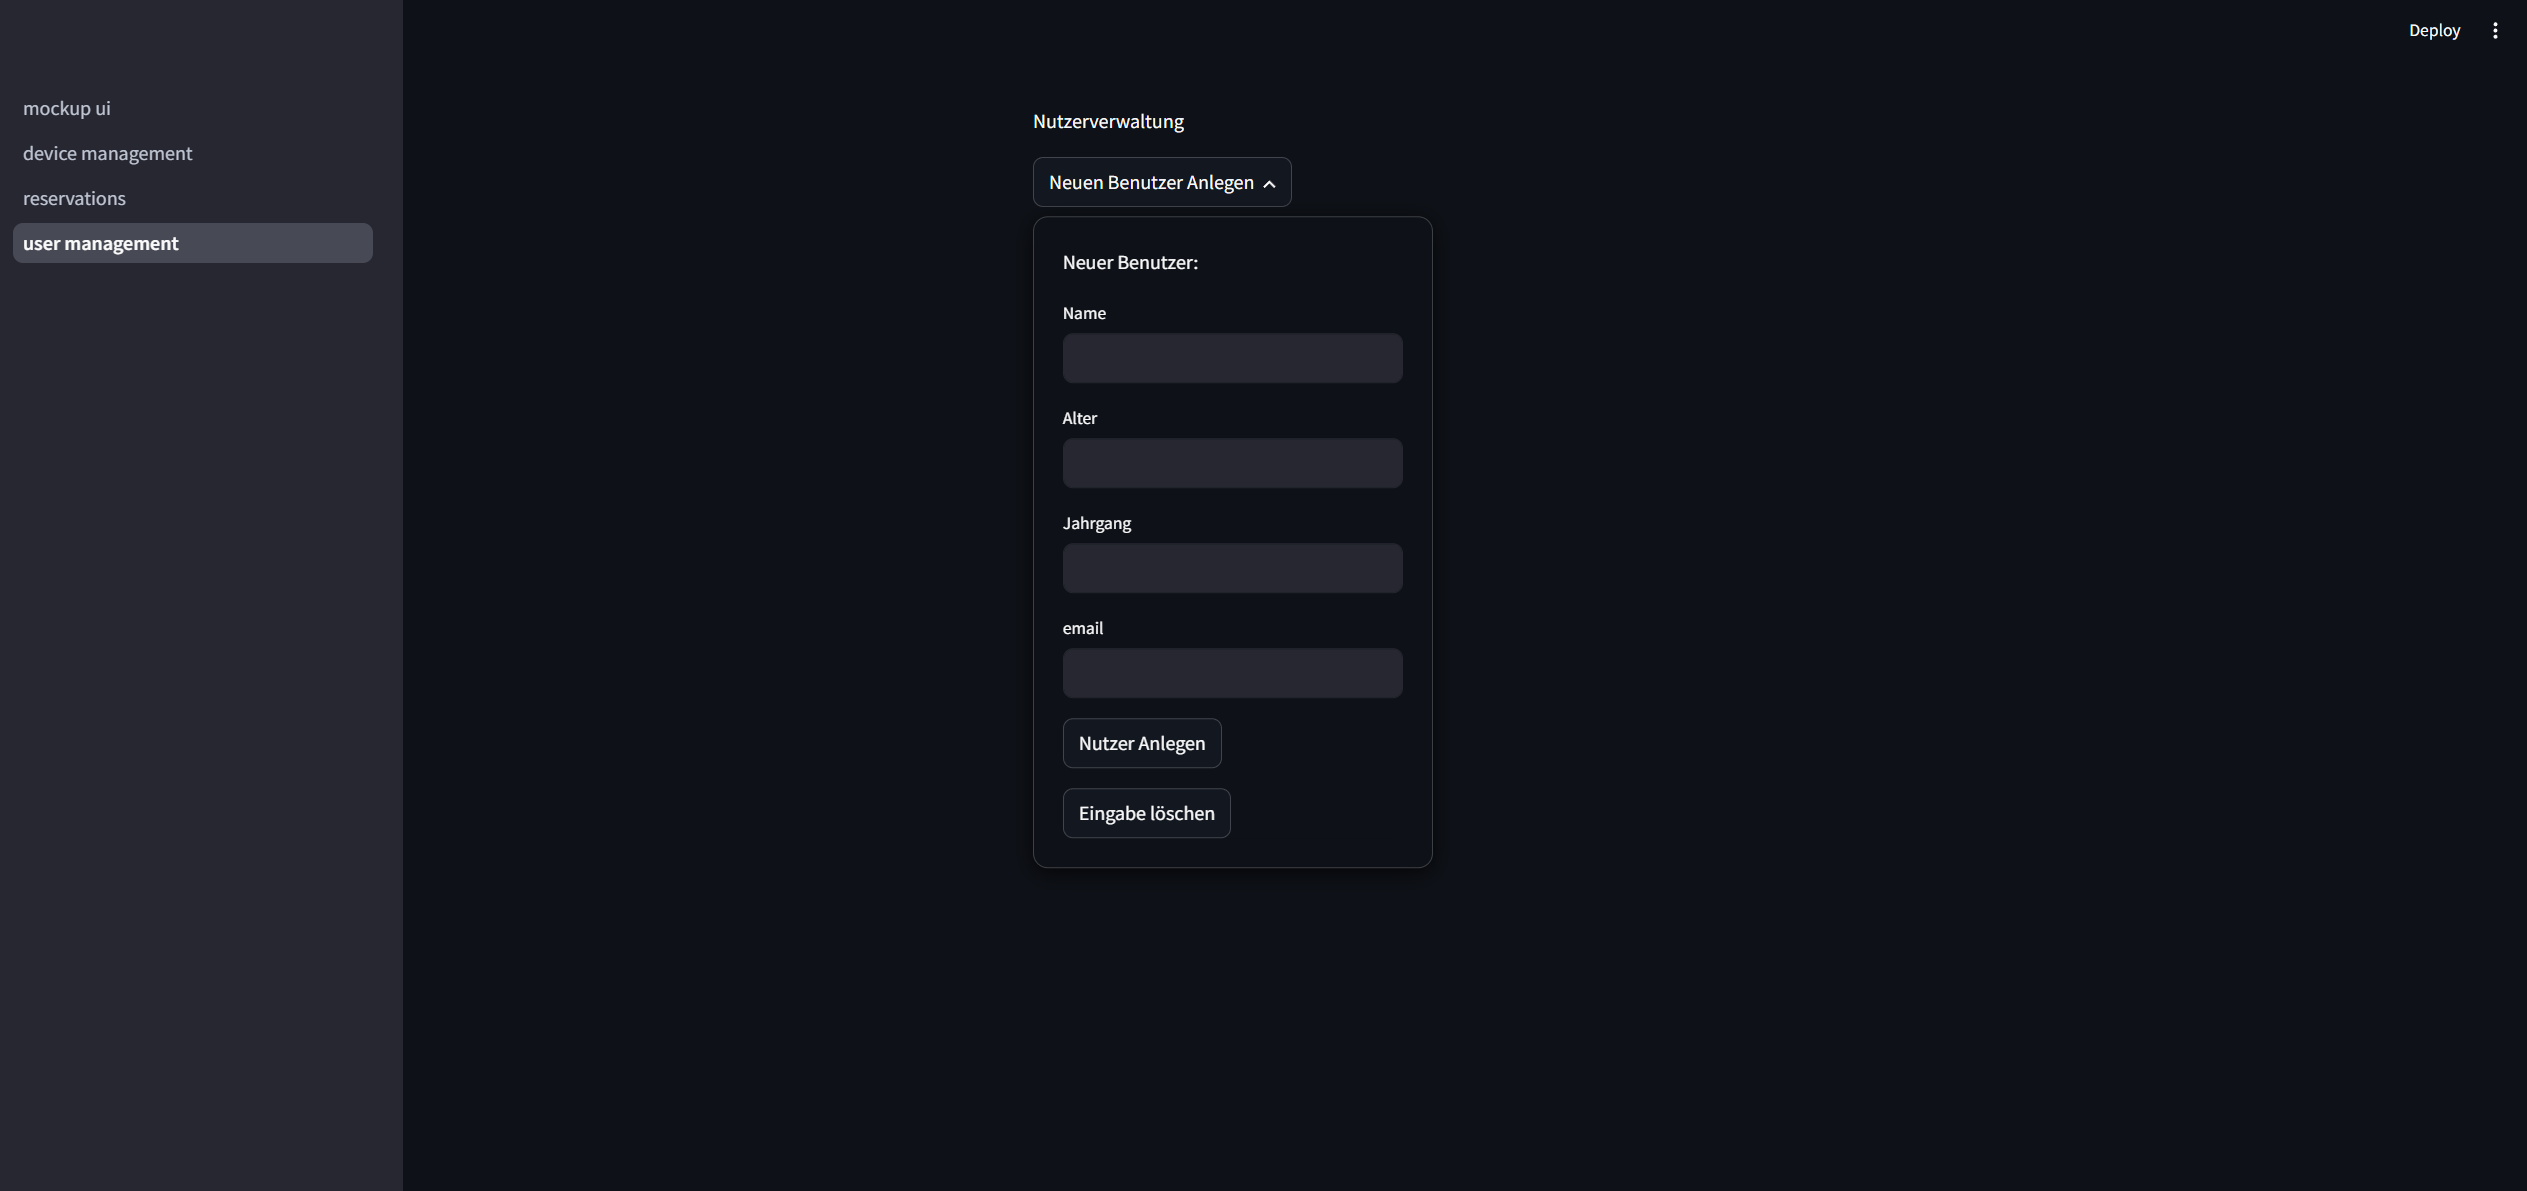 Deploy
mockup ui
device management
reservations
user management
Nutzerverwaltung
Neuen Benutzer Anlegen
Neuer Benutzer:
Name
Alter
Jahrgang
email
Nutzer Anlegen
Eingabe löschen